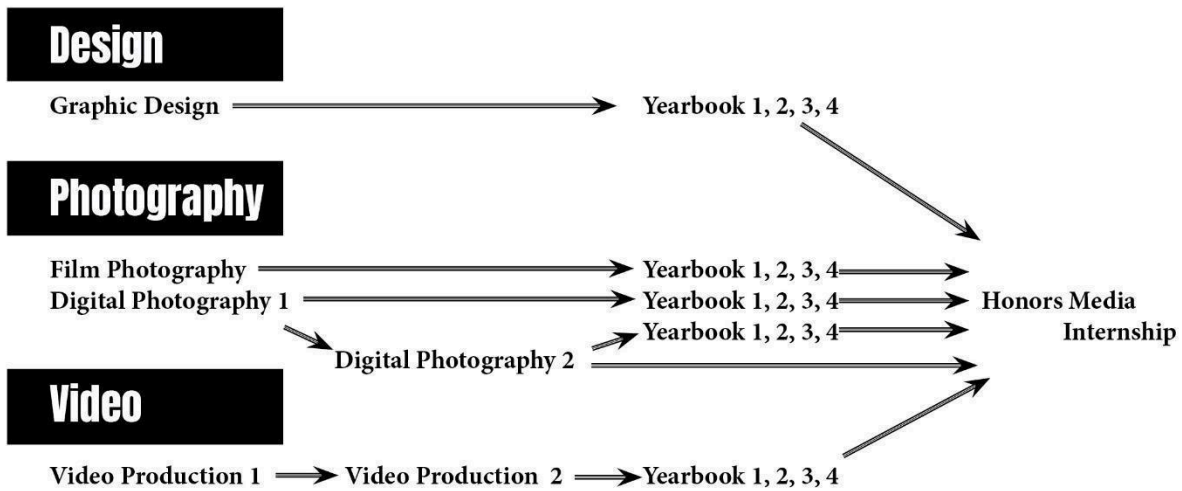 Design
Graphic Design Yearbook 1, 2, 3, 4
Photography
Film Photography Yearbook 1, 2, 3, 4
Digital Photography 1 Yearbook 1, 2, 3, 4 Honors Media
Yearbook 1, 2, 3, 4 Internship
Digital Photography 2
Video
Video Production 1 Video Production 2 Yearbook 1, 2, 3, 4